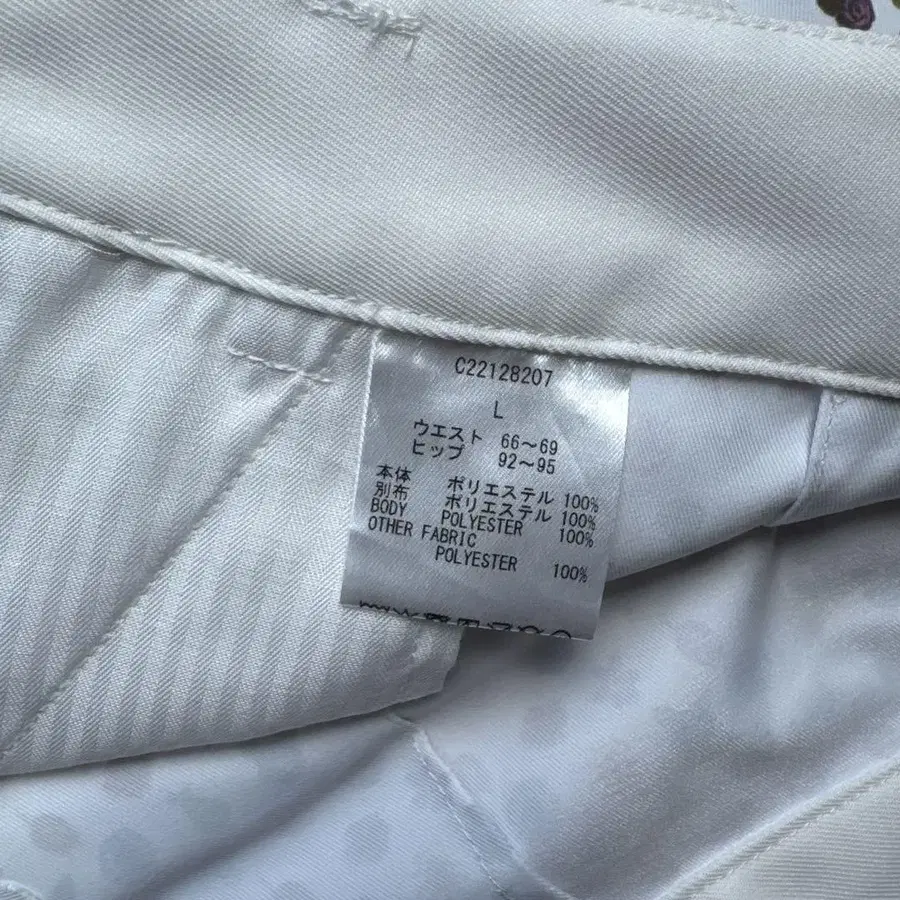 C22128207
L
ウエスト 66～69
ヒップ 92～95
本体 ポリエステル 100%
別布 ポリエステル 100%
BODY POLYESTER 100%
OTHER FABRIC
POLYESTER 100%